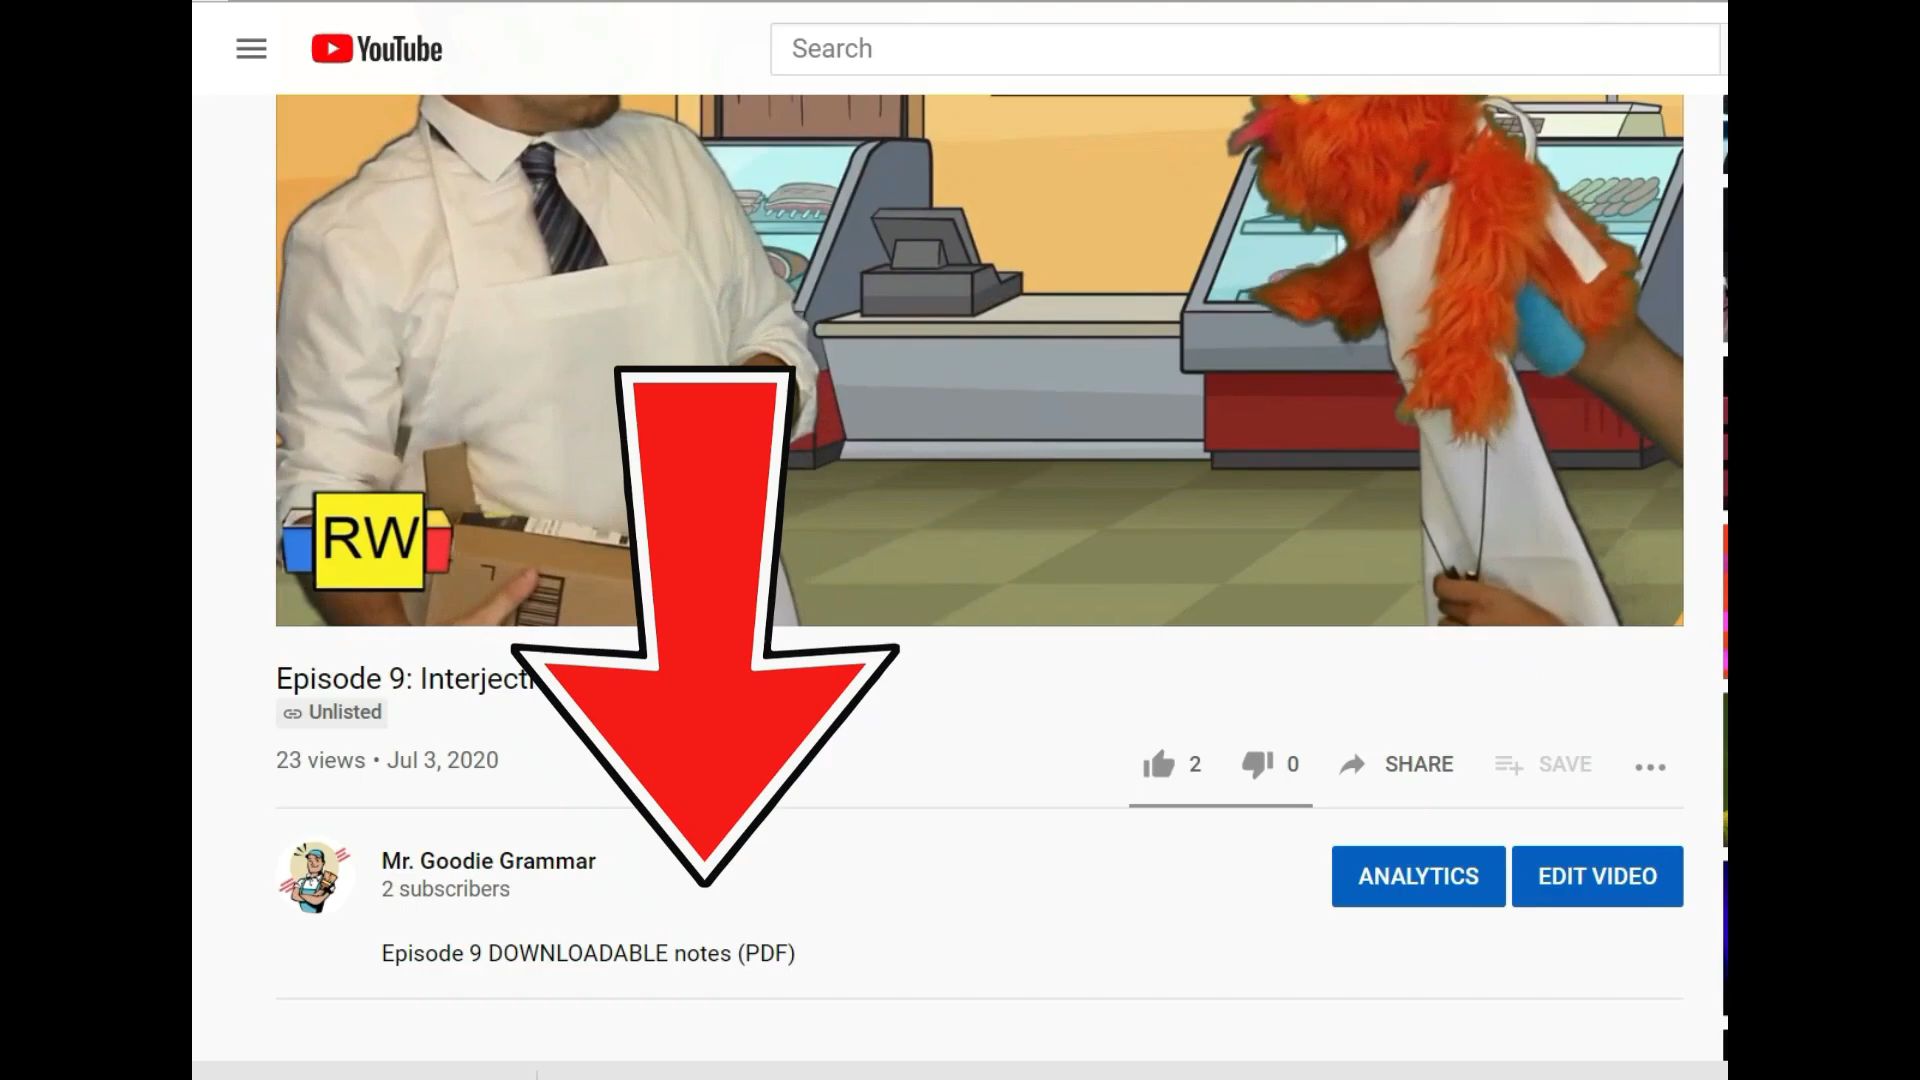 YouTube
Search
RW
Episode 9: Interjecti
Unlisted
23 views • Jul 3, 2020
2
0
SHARE
SAVE
Mr. Goodie Grammar
2 subscribers
ANALYTICS
EDIT VIDEO
Episode 9 DOWNLOADABLE notes (PDF)